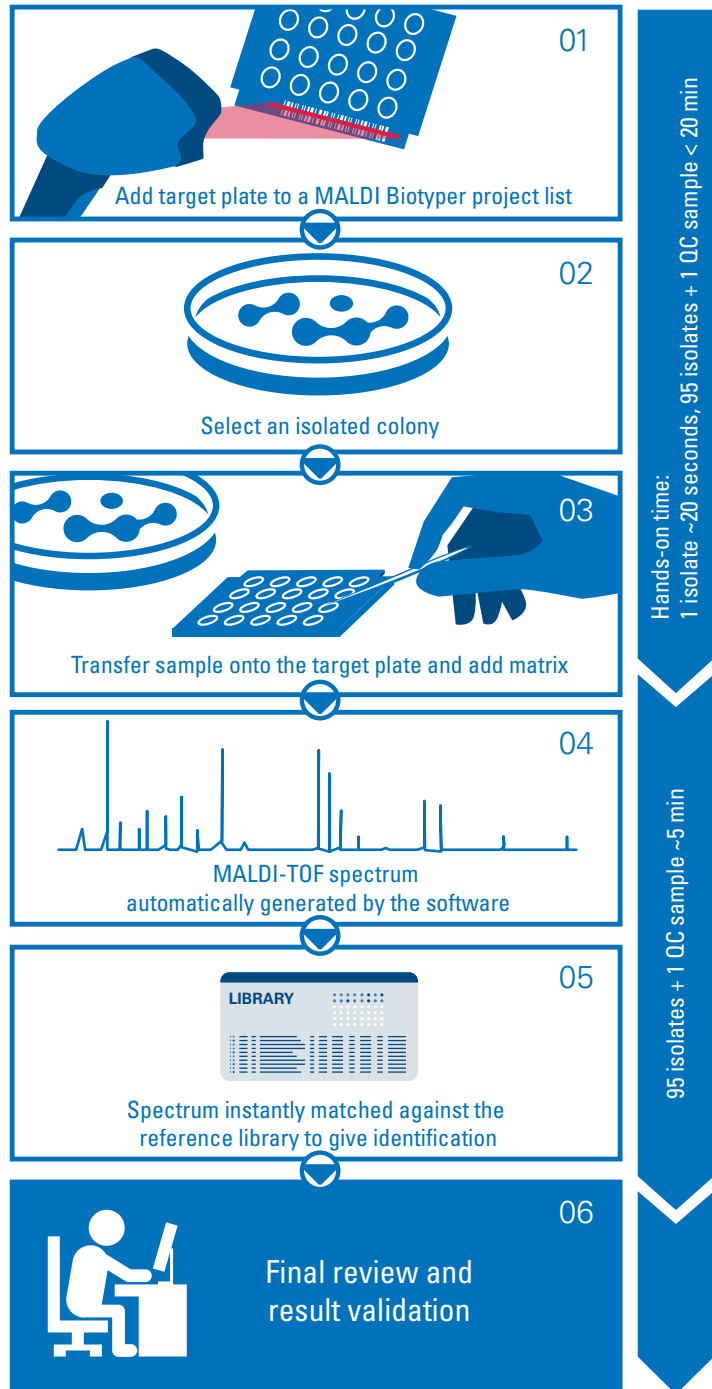 01
Add target plate to a MALDI Biotyper project list
02
Select an isolated colony
03
Transfer sample onto the target plate and add matrix
Hands-on time:
1 isolate ~20 seconds, 95 isolates + 1 QC sample < 20 min
04
MALDI-TOF spectrum
automatically generated by the software
05
LIBRARY
Spectrum instantly matched against the
reference library to give identification
95 isolates + 1 QC sample ~5 min
06
Final review and
result validation